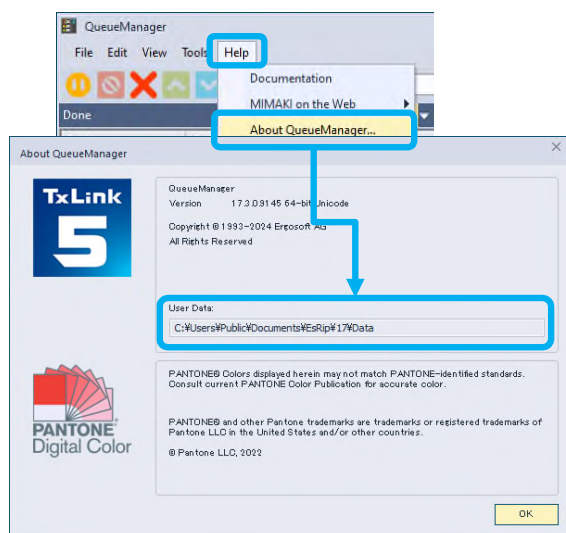 QueueManager
File Edit View Tools Help
Documentation
MIMAKI on the Web
Done
About QueueManager...
About QueueManager
TxLink
5
QueueManager
Version 17.3.0.9145 64-bit Unicode
Copyright © 1993-2024 Ergosoft AG
All Rights Reserved
User Data:
C:¥Users¥Public¥Documents¥EsRip¥17¥Data
PANTONE®
Digital Color
PANTONE® Colors displayed herein may not match PANTONE-identified standards.
Consult current PANTONE Color Publication for accurate color.
PANTONE® and other Pantone trademarks are trademarks or registered trademarks of
Pantone LLC in the United States and/or other countries.
© Pantone LLC, 2022
OK